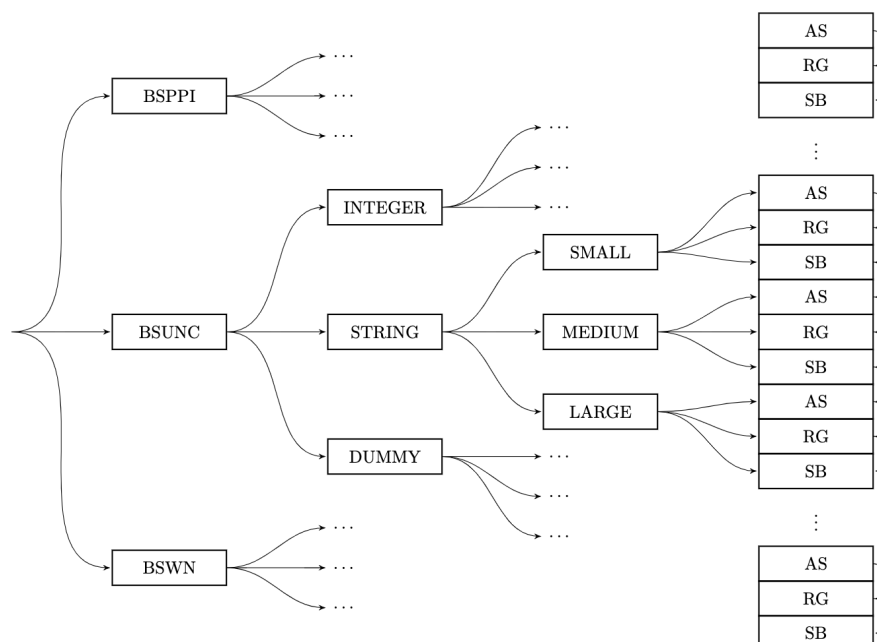 AS
RG
SB
BSPPI
...
...
...
⋮
...
...
...
INTEGER
AS
RG
SB
SMALL
BSUNC
STRING
MEDIUM
AS
RG
SB
LARGE
AS
RG
SB
DUMMY
...
...
...
⋮
BSWN
...
...
...
AS
RG
SB